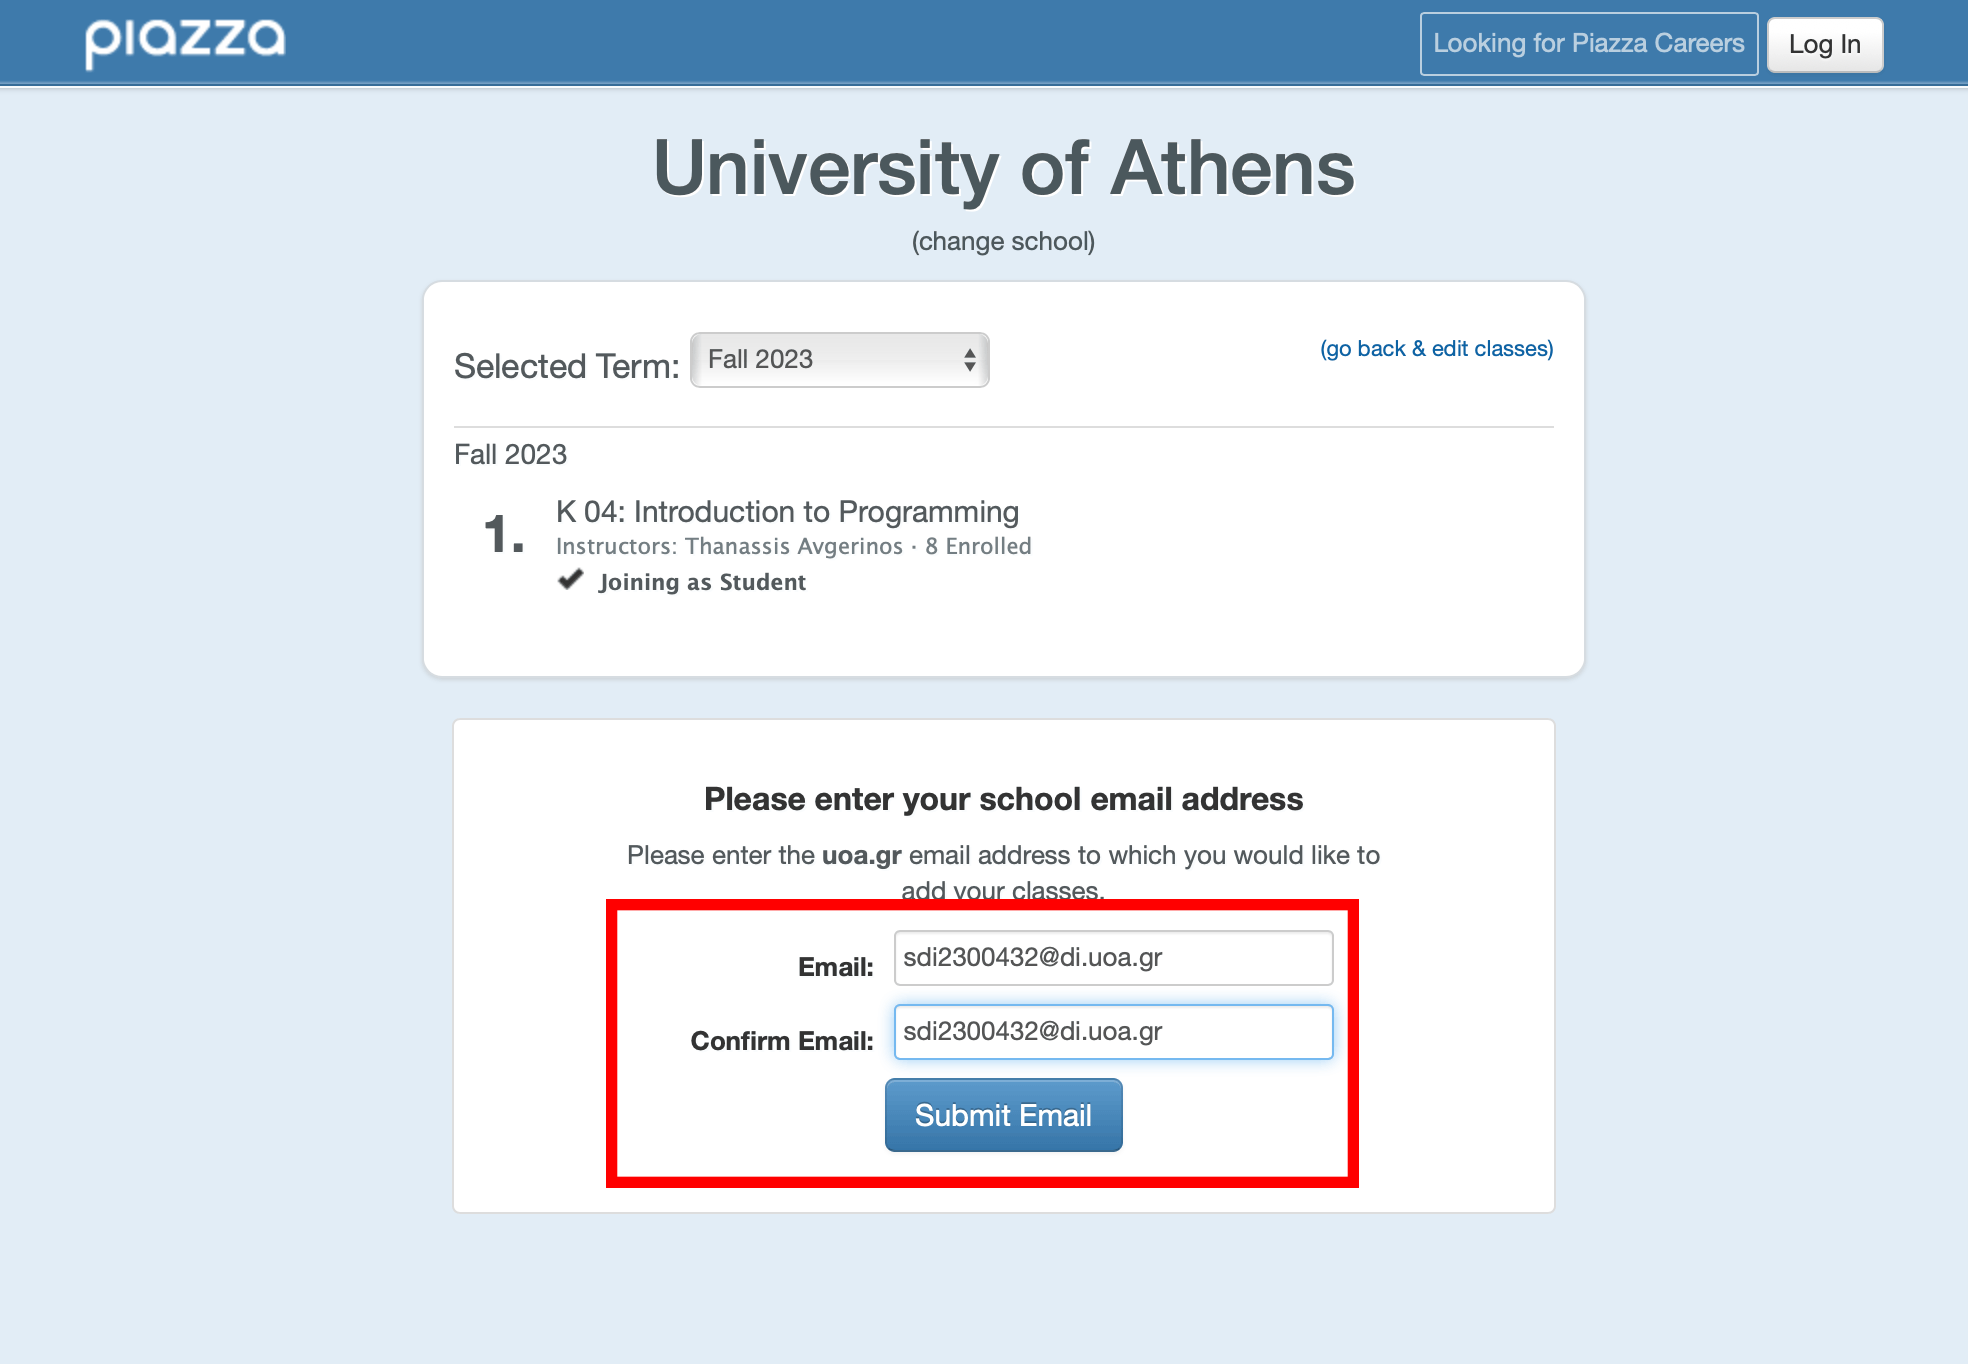 piazza
Looking for Piazza Careers
Log In
University of Athens
(change school)
Selected Term:
Fall 2023
(go back & edit classes)
Fall 2023
1.
K 04: Introduction to Programming
Instructors: Thanassis Avgerinos · 8 Enrolled
Joining as Student
Please enter your school email address
Please enter the uoa.gr email address to which you would like to
add your classes.
Email:
sdi2300432@di.uoa.gr
Confirm Email:
sdi2300432@di.uoa.gr
Submit Email